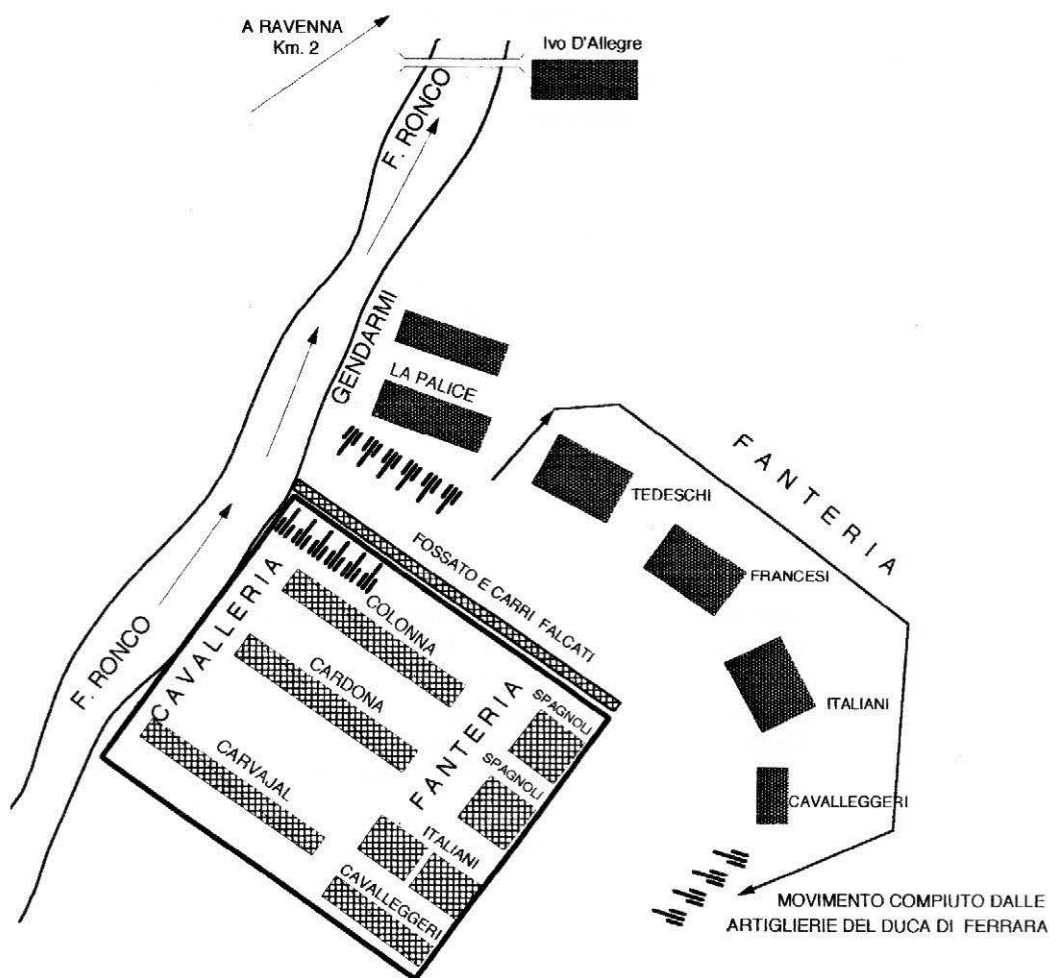 A RAVENNA
Km. 2
Ivo D'Allegre
F. RONCO
GENDARMI
LA PALICE
FANTERIA
TEDESCHI
FRANCESI
ITALIANI
CAVALLEGGERI
FOSSATO E CARRI FALCATI
F. RONCO
CAVALLERIA
COLONNA
CARDONA
CARVAJAL
FANTERIA
SPAGNOLI
SPAGNOLI
ITALIANI
CAVALLEGGERI
MOVIMENTO COMPIUTO DALLE
ARTIGLIERIE DEL DUCA DI FERRARA